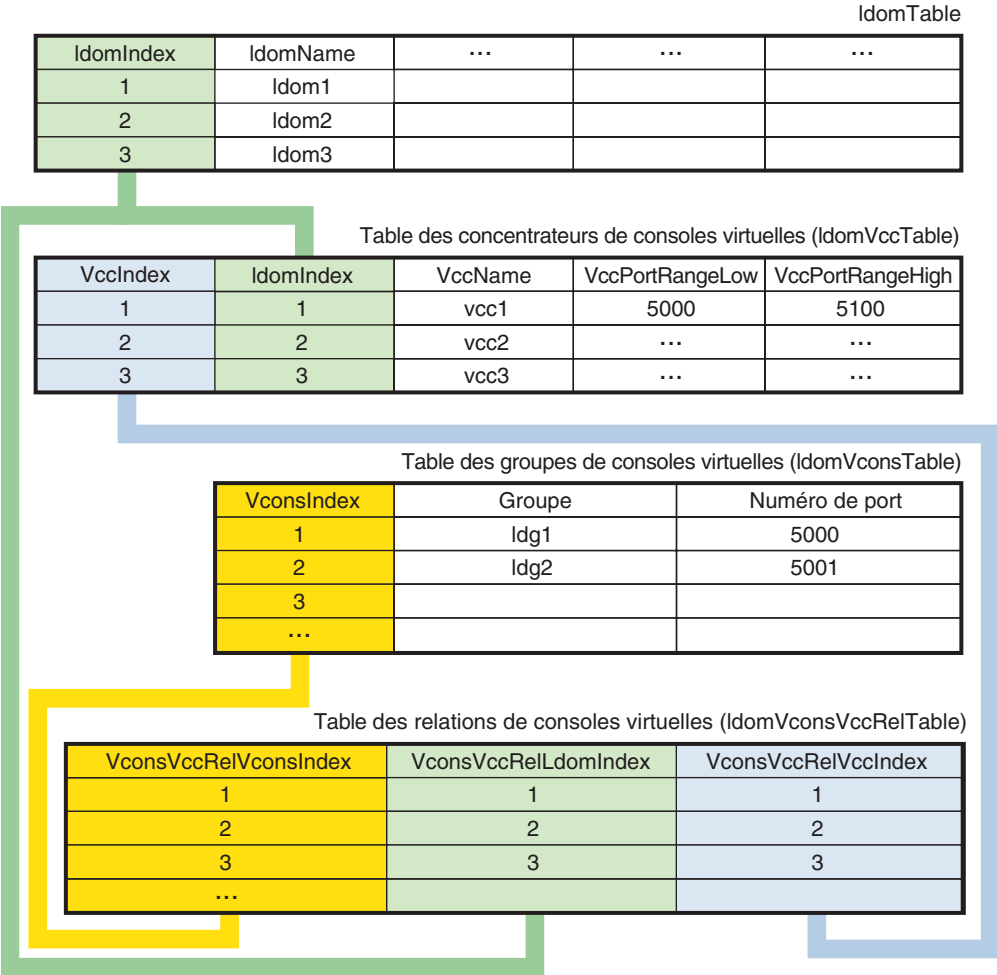 ldomTable
ldomIndex ldomName ... ... ...
1 ldom1
2 ldom2
3 ldom3
Table des concentrateurs de consoles virtuelles (ldomVccTable)
VccIndex ldomIndex VccName VccPortRangeLow VccPortRangeHigh
1 1 vcc1 5000 5100
2 2 vcc2 ... ...
3 3 vcc3 ... ...
Table des groupes de consoles virtuelles (ldomVconsTable)
VconsIndex Groupe Numéro de port
1 ldg1 5000
2 ldg2 5001
3
...
Table des relations de consoles virtuelles (ldomVconsVccRelTable)
VconsVccRelVconsIndex VconsVccRelLdomIndex VconsVccRelVccIndex
1 1 1
2 2 2
3 3 3
...